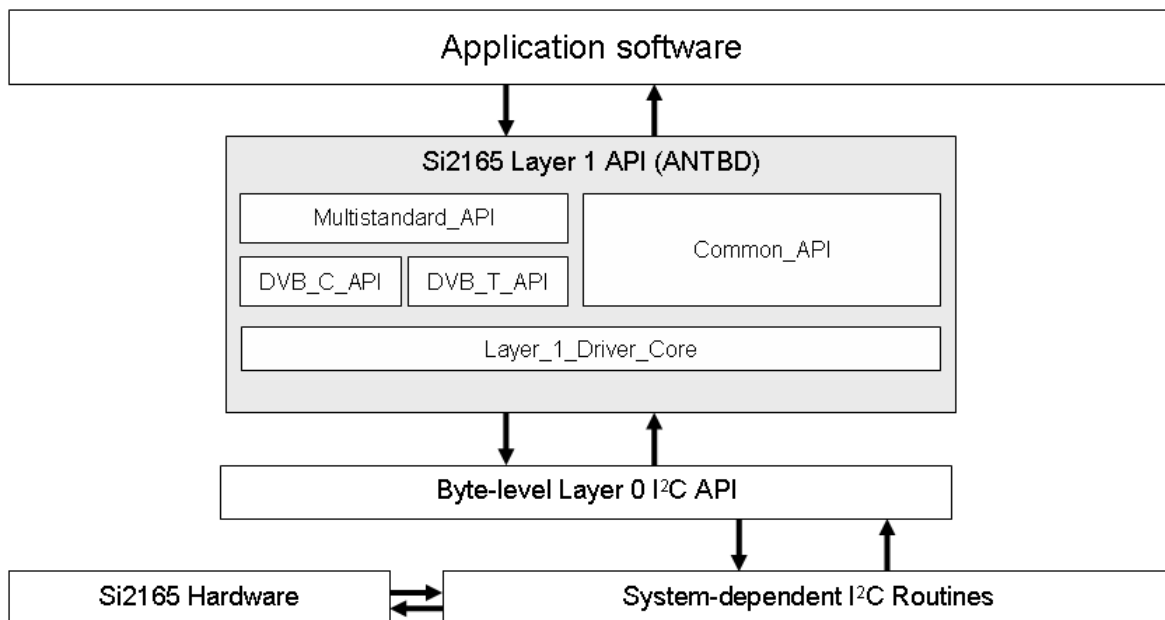 Application software
Si2165 Layer 1 API (ANTBD)
Multistandard_API
Common_API
DVB_C_API
DVB_T_API
Layer_1_Driver_Core
Byte-level Layer 0 I²C API
Si2165 Hardware
System-dependent I²C Routines